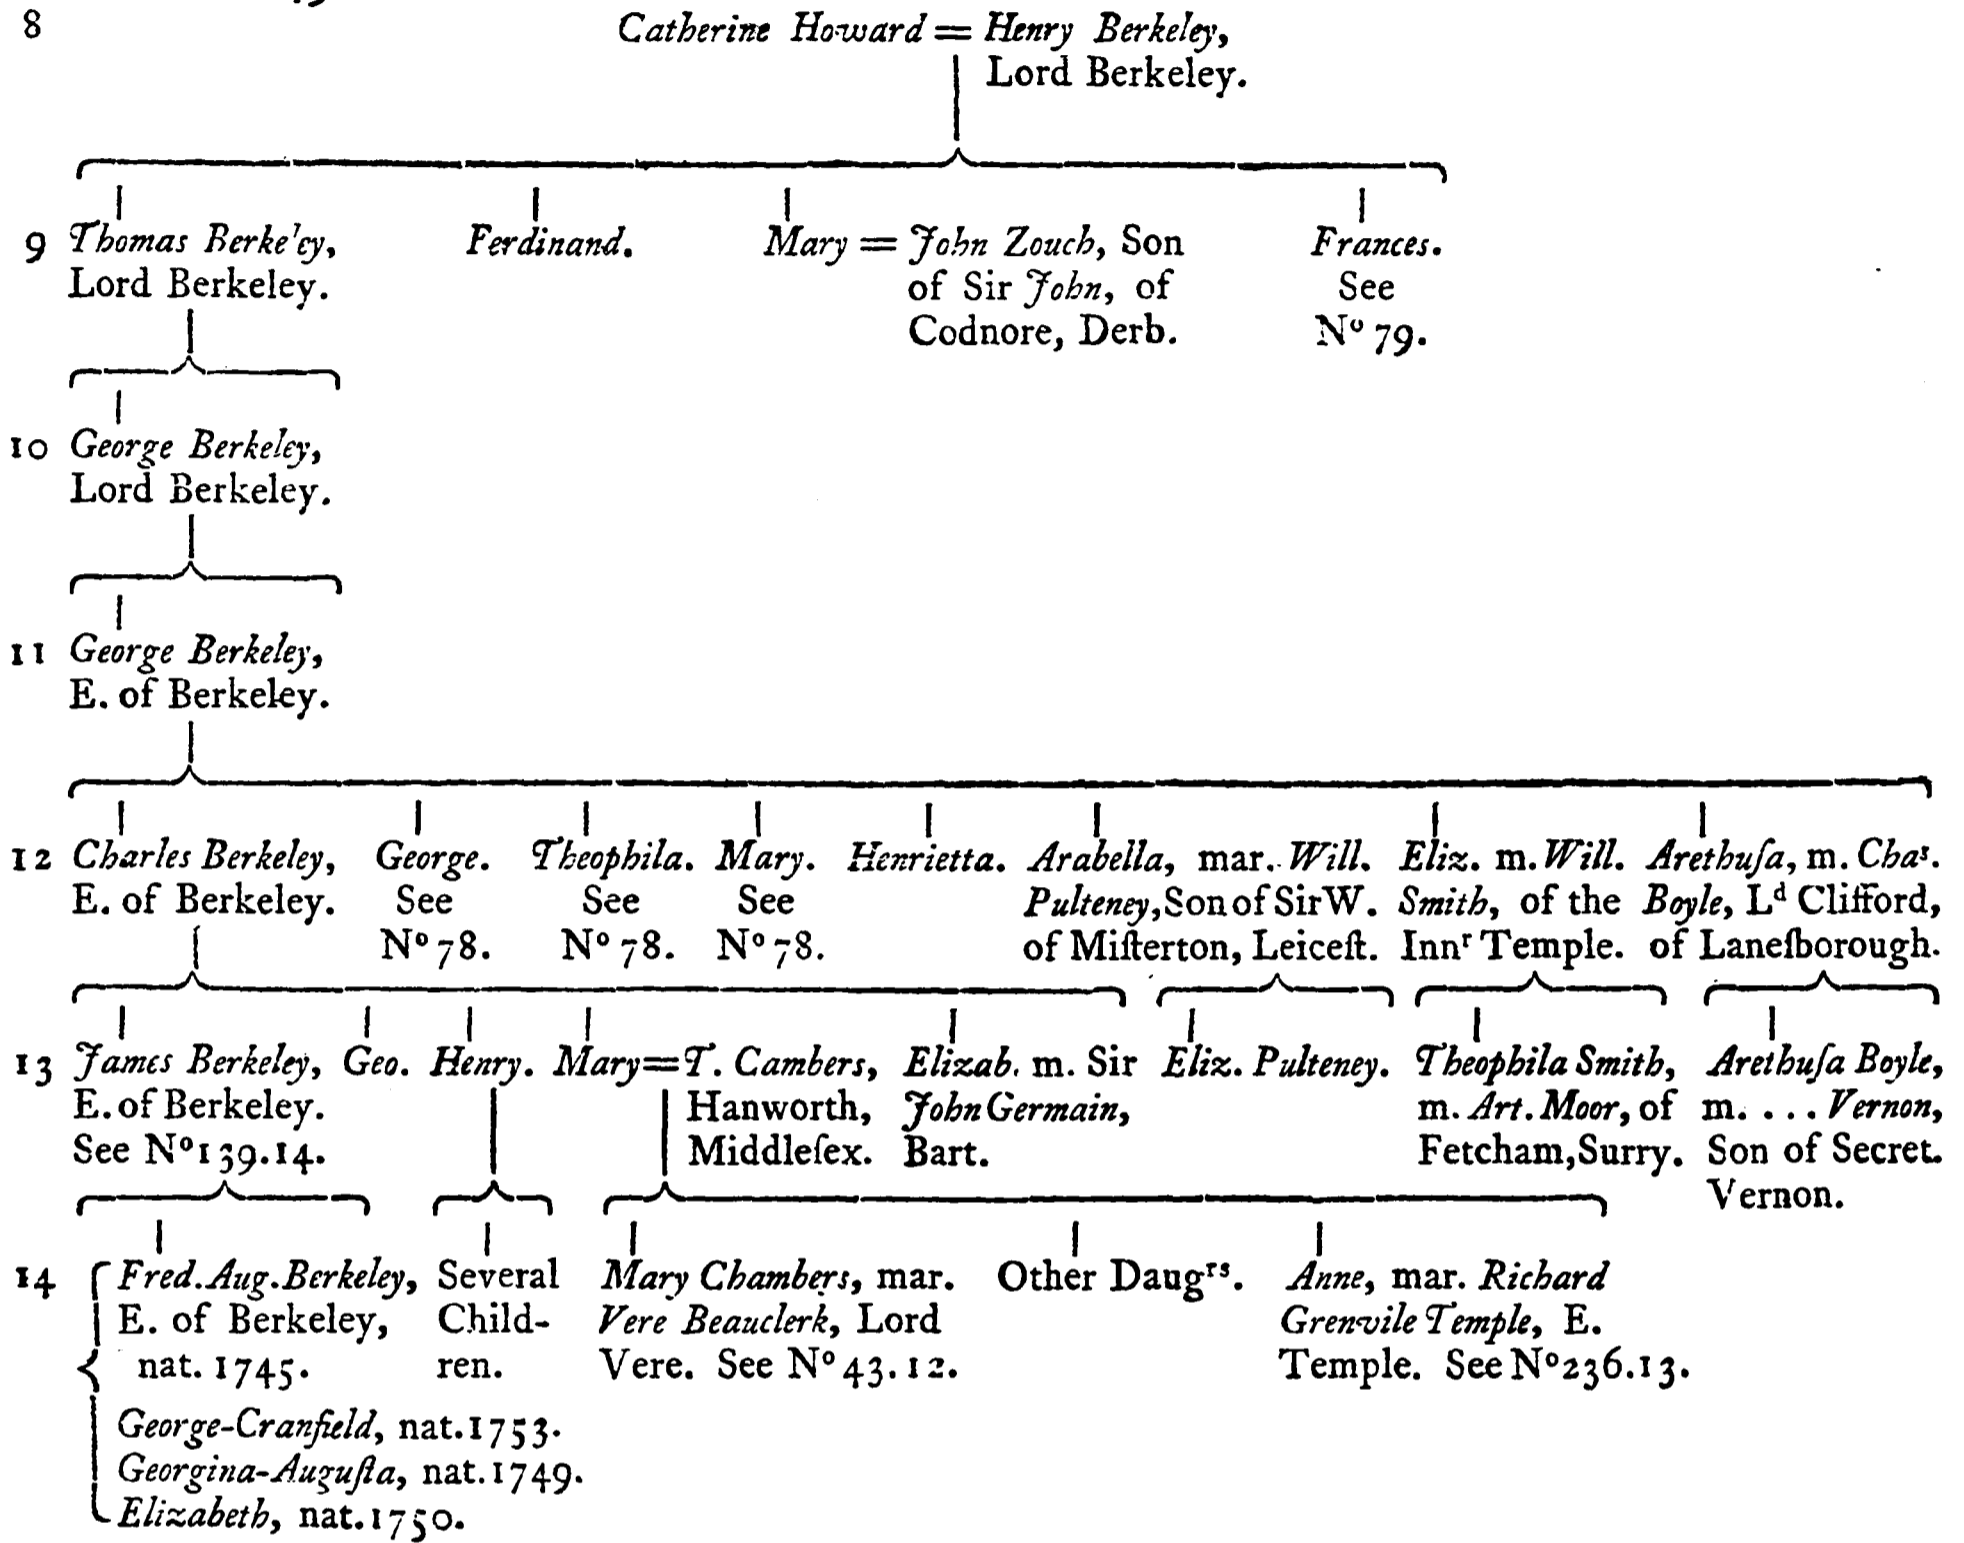 8
Catherine Howard = Henry Berkeley,
Lord Berkeley.
9 Thomas Berkeley,
Lord Berkeley.
Ferdinand.
Mary = John Zouch, Son
of Sir John, of
Codnore, Derb.
Frances.
See
Nº 79.
10 George Berkeley,
Lord Berkeley.
11 George Berkeley,
E. of Berkeley.
12 Charles Berkeley,
E. of Berkeley.
George.
See
Nº 78.
Theophila.
See
Nº 78.
Mary.
See
Nº 78.
Henrietta.
Arabella, mar. Will.
Pulteney, Son of Sir W.
of Miſterton, Leiceſt.
Eliz. m. Will.
Smith, of the
Innʳ Temple.
Arethuſa, m. Chaˢ.
Boyle, Lᵈ Clifford,
of Laneſborough.
13 James Berkeley,
E. of Berkeley.
See Nº 139.14.
Geo.
Henry.
Mary = T. Cambers,
Hanworth,
Middleſex.
Elizab. m. Sir
John Germain,
Bart.
Eliz. Pulteney.
Theophila Smith,
m. Art. Moor, of
Fetcham, Surry.
Arethuſa Boyle,
m. . . . Vernon,
Son of Secret.
Vernon.
14 Fred. Aug. Berkeley,
E. of Berkeley,
nat. 1745.
George-Cranfield, nat. 1753.
Georgina-Auguſta, nat. 1749.
Elizabeth, nat. 1750.
Several
Child-
ren.
Mary Chambers, mar.
Vere Beauclerk, Lord
Vere. See Nº 43. 12.
Other Daugʳˢ.
Anne, mar. Richard
Grenvile Temple, E.
Temple. See Nº 236.13.